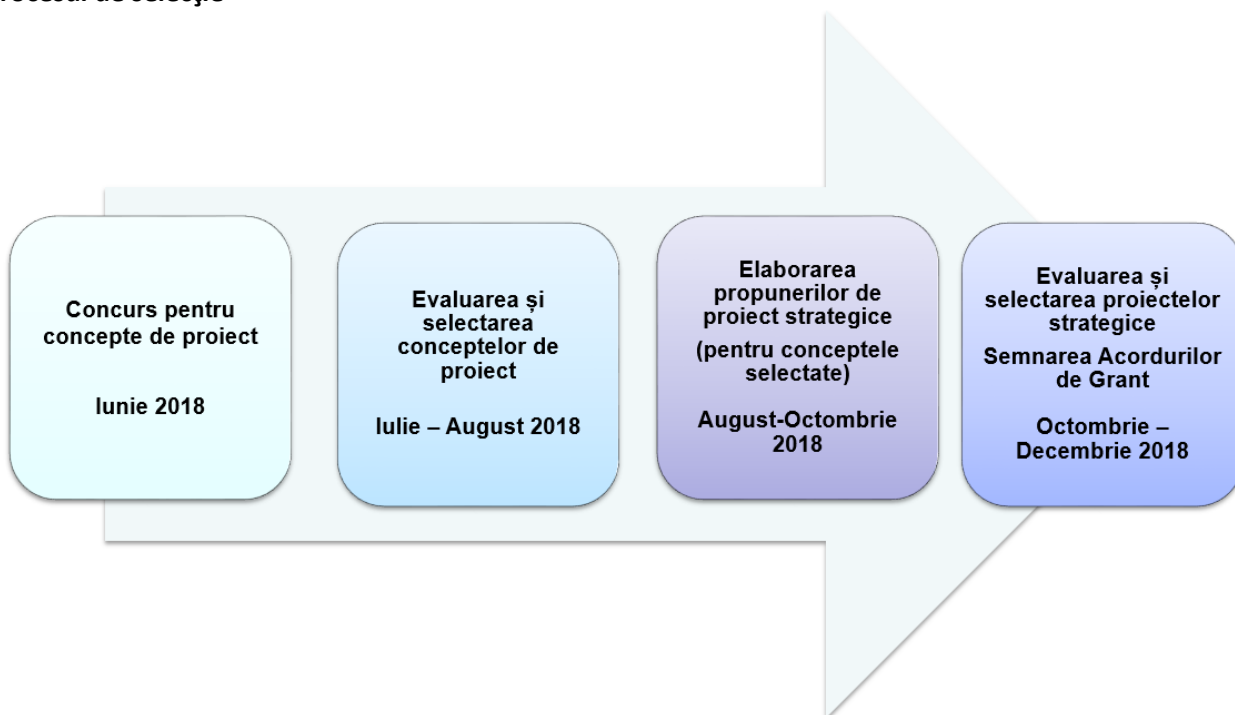 de selecție
Concurs pentru
concepte de proiect
Iunie 2018
Evaluarea și
selectarea
conceptelor de
proiect
Iulie – August 2018
Elaborarea
propunerilor de
proiect strategice
(pentru conceptele
selectate)
August-Octombrie
2018
Evaluarea și
selectarea proiectelor
strategice
Semnarea Acordurilor
de Grant
Octombrie –
Decembrie 2018